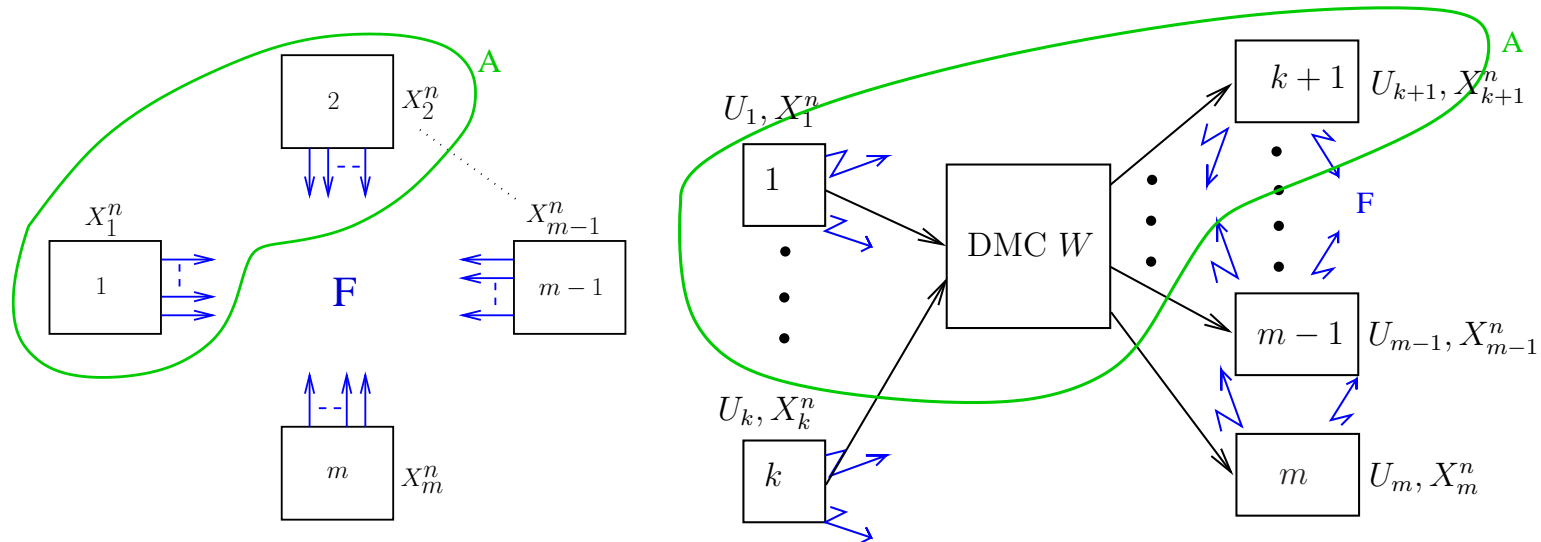 A
2
$X_2^n$
$X_1^n$
1
F
$X_{m-1}^n$
$m-1$
$m$
$X_m^n$
A
$U_1, X_1^n$
1
$U_k, X_k^n$
$k$
DMC $W$
$k+1$
$U_{k+1}, X_{k+1}^n$
F
$m-1$
$U_{m-1}, X_{m-1}^n$
$m$
$U_m, X_m^n$